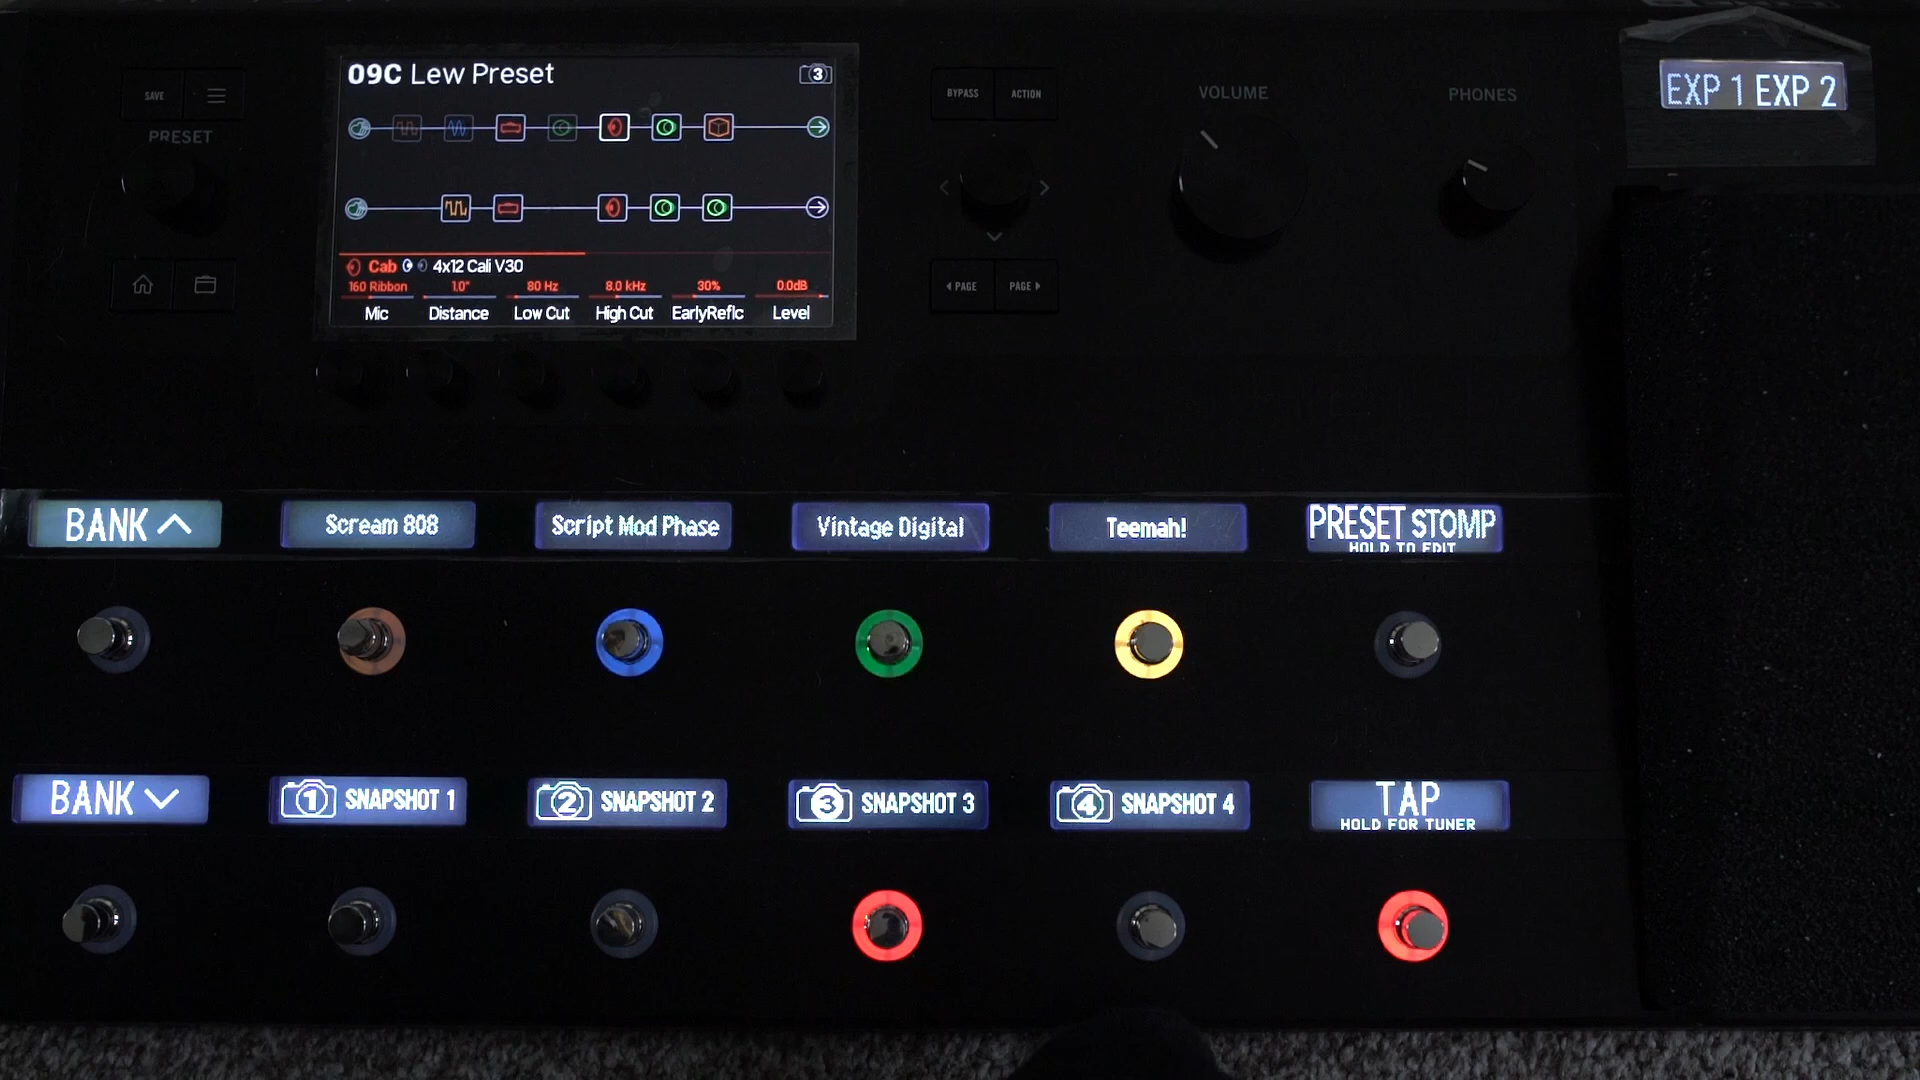 09C Lew Preset
3
SAVE
PRESET
BYPASS
ACTION
VOLUME
PHONES
EXP 1 EXP 2
Cab 4x12 Cali V30
160 Ribbon 1.0" 80 Hz 8.0 kHz 30% 0.0dB
Mic Distance Low Cut High Cut EarlyReflc Level
PAGE
PAGE
BANK
Scream 808
Script Mod Phase
Vintage Digital
Teemah!
PRESET STOMP
HOLD TO EDIT
BANK
1 SNAPSHOT 1
2 SNAPSHOT 2
3 SNAPSHOT 3
4 SNAPSHOT 4
TAP
HOLD FOR TUNER